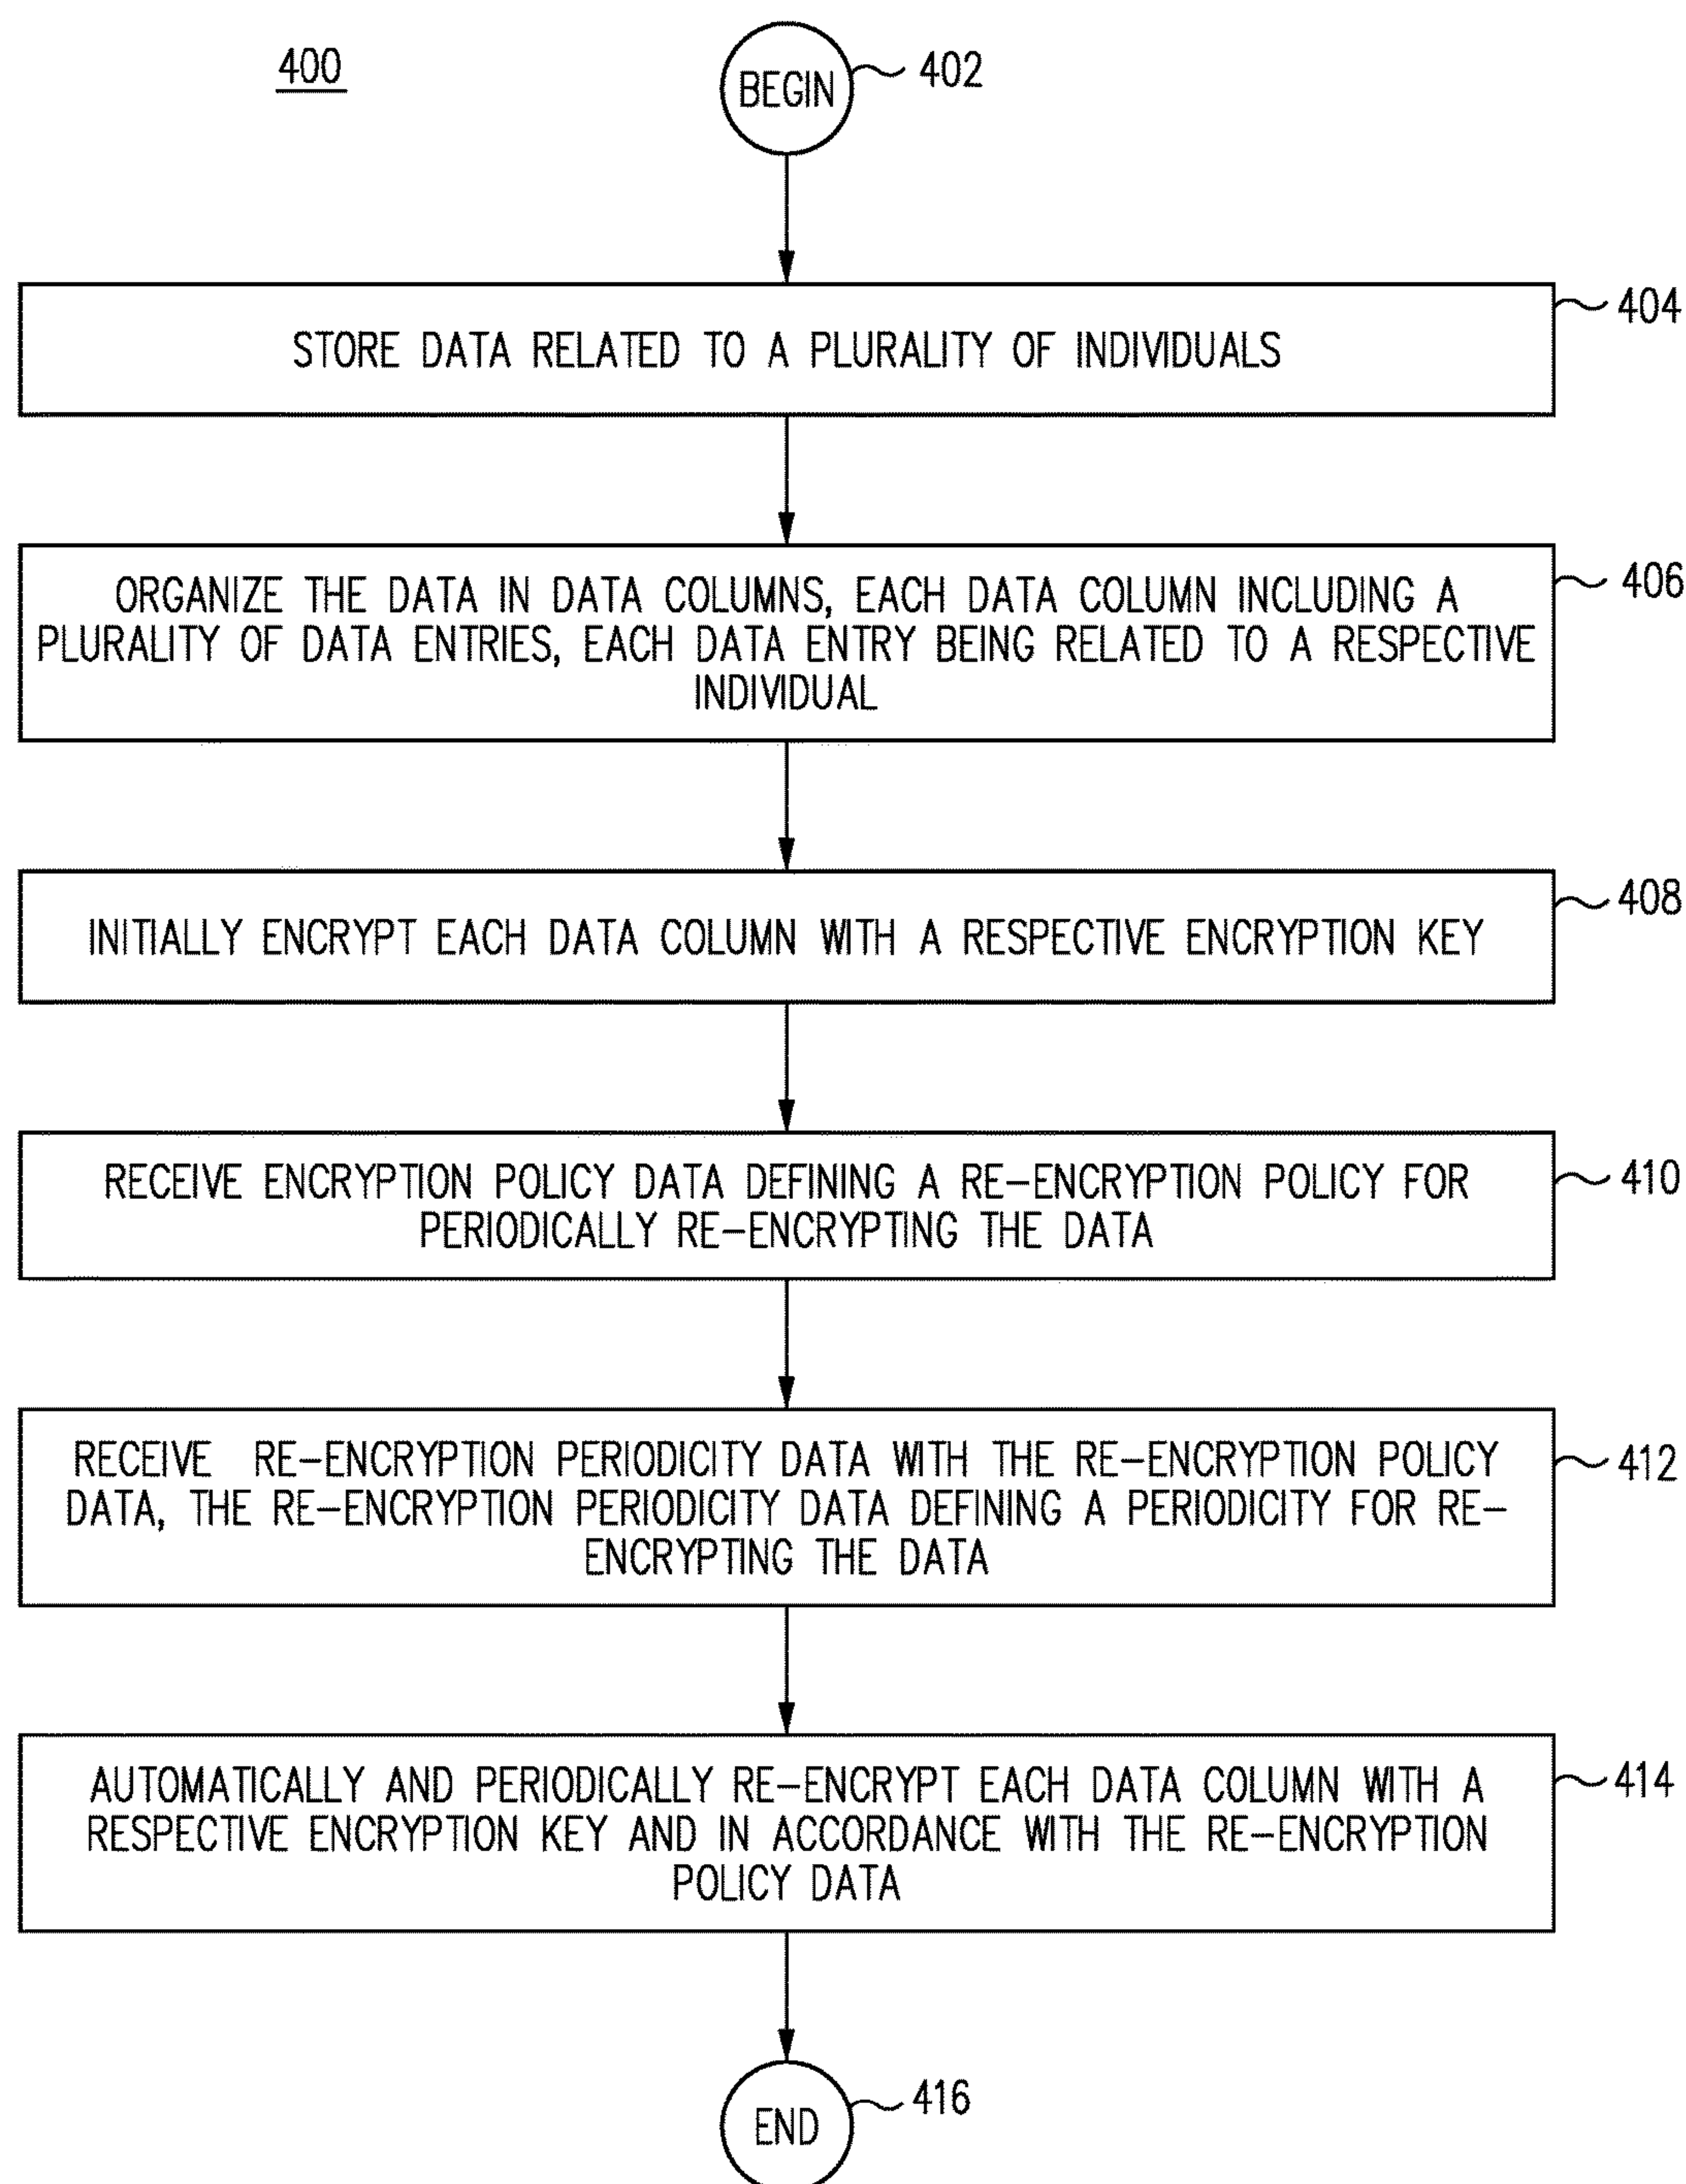 400
BEGIN
402
404
STORE DATA RELATED TO A PLURALITY OF INDIVIDUALS
406
ORGANIZE THE DATA IN DATA COLUMNS, EACH DATA COLUMN INCLUDING A
PLURALITY OF DATA ENTRIES, EACH DATA ENTRY BEING RELATED TO A RESPECTIVE
INDIVIDUAL
408
INITIALLY ENCRYPT EACH DATA COLUMN WITH A RESPECTIVE ENCRYPTION KEY
410
RECEIVE ENCRYPTION POLICY DATA DEFINING A RE-ENCRYPTION POLICY FOR
PERIODICALLY RE-ENCRYPTING THE DATA
412
RECEIVE RE-ENCRYPTION PERIODICITY DATA WITH THE RE-ENCRYPTION POLICY
DATA, THE RE-ENCRYPTION PERIODICITY DATA DEFINING A PERIODICITY FOR RE-
ENCRYPTING THE DATA
414
AUTOMATICALLY AND PERIODICALLY RE-ENCRYPT EACH DATA COLUMN WITH A
RESPECTIVE ENCRYPTION KEY AND IN ACCORDANCE WITH THE RE-ENCRYPTION
POLICY DATA
416
END